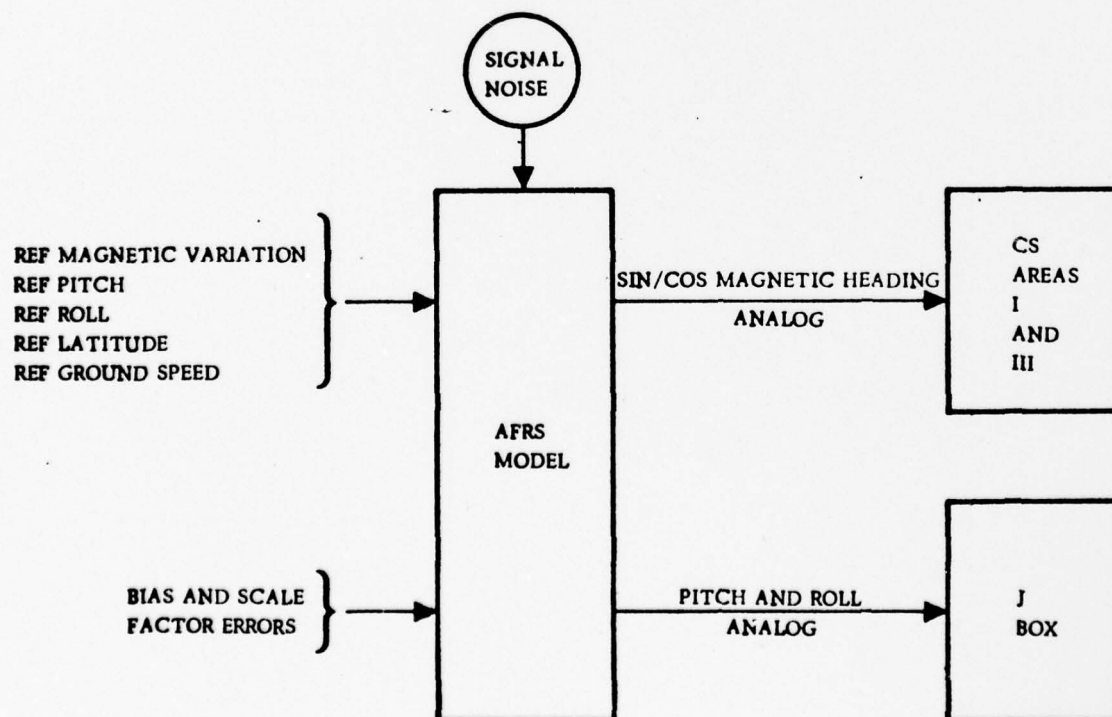 SIGNAL
NOISE
REF MAGNETIC VARIATION
REF PITCH
REF ROLL
REF LATITUDE
REF GROUND SPEED
BIAS AND SCALE
FACTOR ERRORS
AFRS
MODEL
SIN/COS MAGNETIC HEADING
ANALOG
PITCH AND ROLL
ANALOG
CS
AREAS
I
AND
III
J
BOX